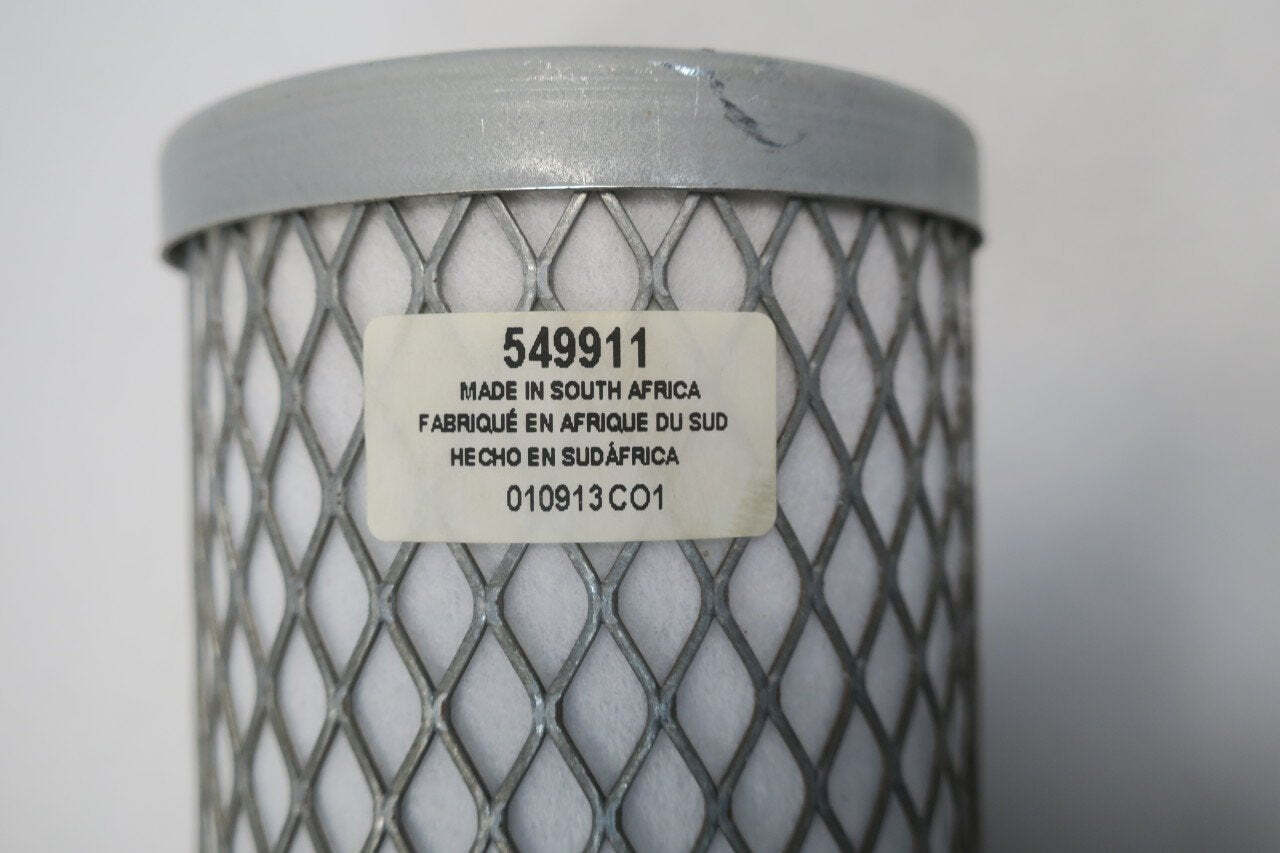 549911
MADE IN SOUTH AFRICA
FABRIQUÉ EN AFRIQUE DU SUD
HECHO EN SUDÁFRICA
010913CO1